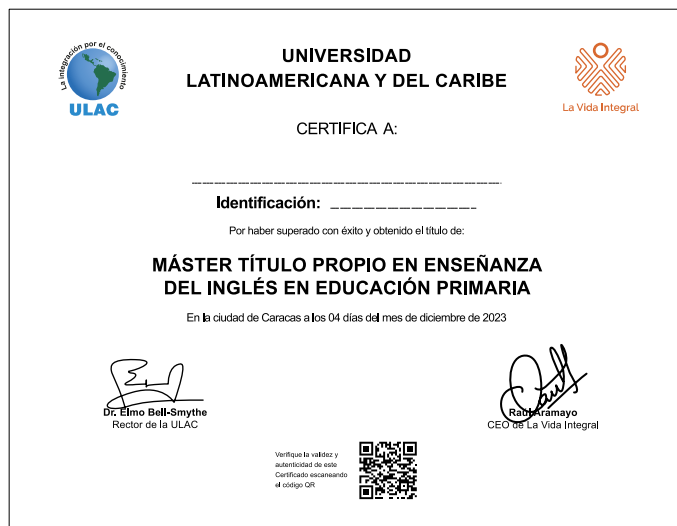 La integración por el conocimiento
ULAC
UNIVERSIDAD
LATINOAMERICANA Y DEL CARIBE
La Vida Integral
CERTIFICA A:
Identificación:
Por haber superado con éxito y obtenido el título de:
MÁSTER TÍTULO PROPIO EN ENSEÑANZA
DEL INGLÉS EN EDUCACIÓN PRIMARIA
En la ciudad de Caracas a los 04 días del mes de diciembre de 2023
Dr. Elmo Bell-Smythe
Rector de la ULAC
Raúl Aramayo
CEO de La Vida Integral
Verifique la validez y
autenticidad de este
Certificado escaneando
el código QR